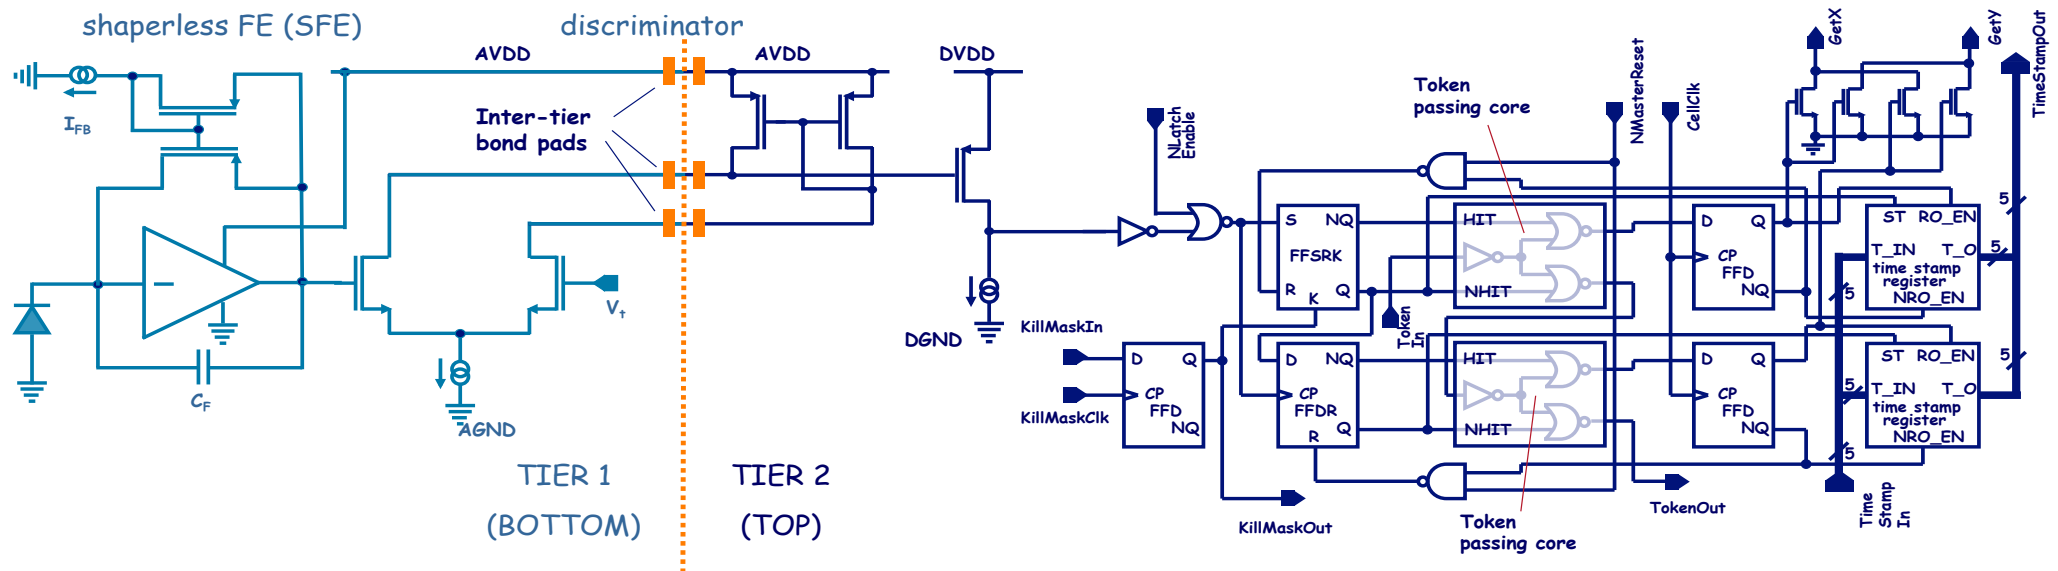 shaperless FE (SFE)
discriminator
AVDD
AVDD
DVDD
I_FB
Inter-tier
bond pads
Vt
CF
AGND
DGND
TIER 1
(BOTTOM)
TIER 2
(TOP)
NLatch
Enable
Token
passing core
NMasterReset
CellClk
GetX
GetY
TimeStampOut
S
NQ
FFSRK
R
K
Q
HIT
NHIT
D
Q
CP
FFD
NQ
ST
RO_EN
T_IN
T_O
time stamp
register
NRO_EN
5
5
5
Token
In
KillMaskIn
KillMaskClk
D
Q
CP
FFD
NQ
D
NQ
CP
FFDR
Q
R
HIT
NHIT
D
Q
CP
FFD
NQ
ST
RO_EN
T_IN
T_O
time stamp
register
NRO_EN
5
5
5
KillMaskOut
Token
passing core
TokenOut
Time
Stamp
In